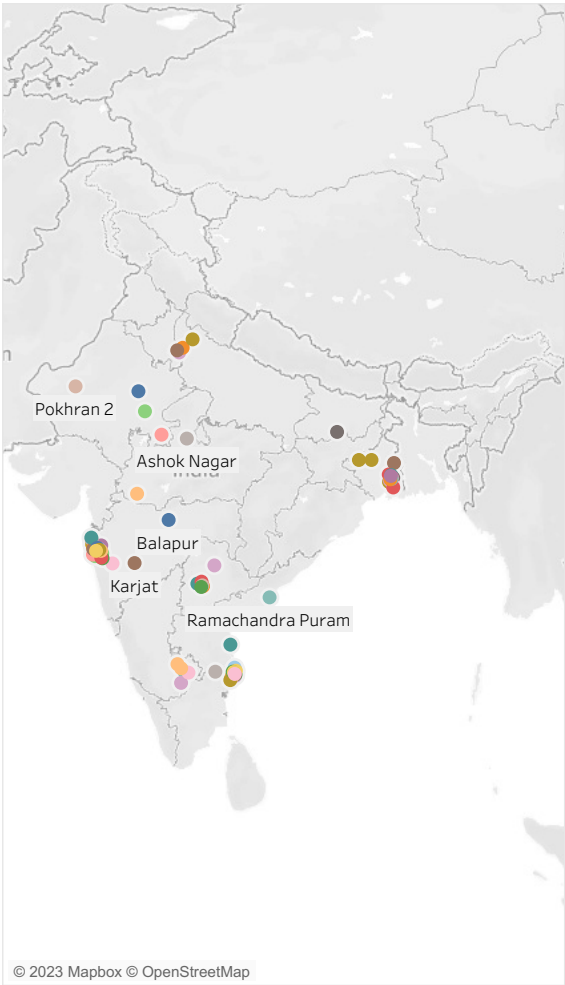 n
Pokhran 2
Ashok Nagar
India
Balapur
Karjat
Ramachandra Puram
© 2023 Mapbox © OpenStreetMap